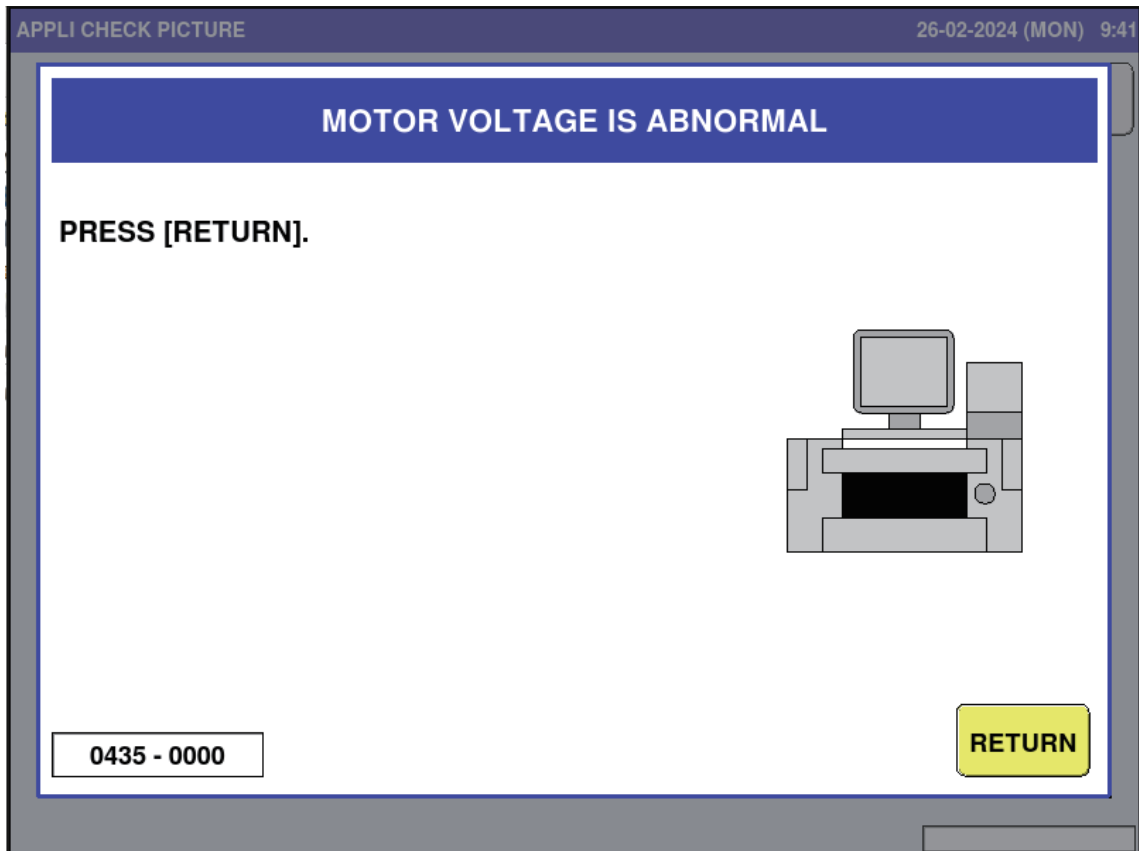 APPLI CHECK PICTURE 26-02-2024 (MON) 9:41
MOTOR VOLTAGE IS ABNORMAL
PRESS [RETURN].
0435 - 0000
RETURN